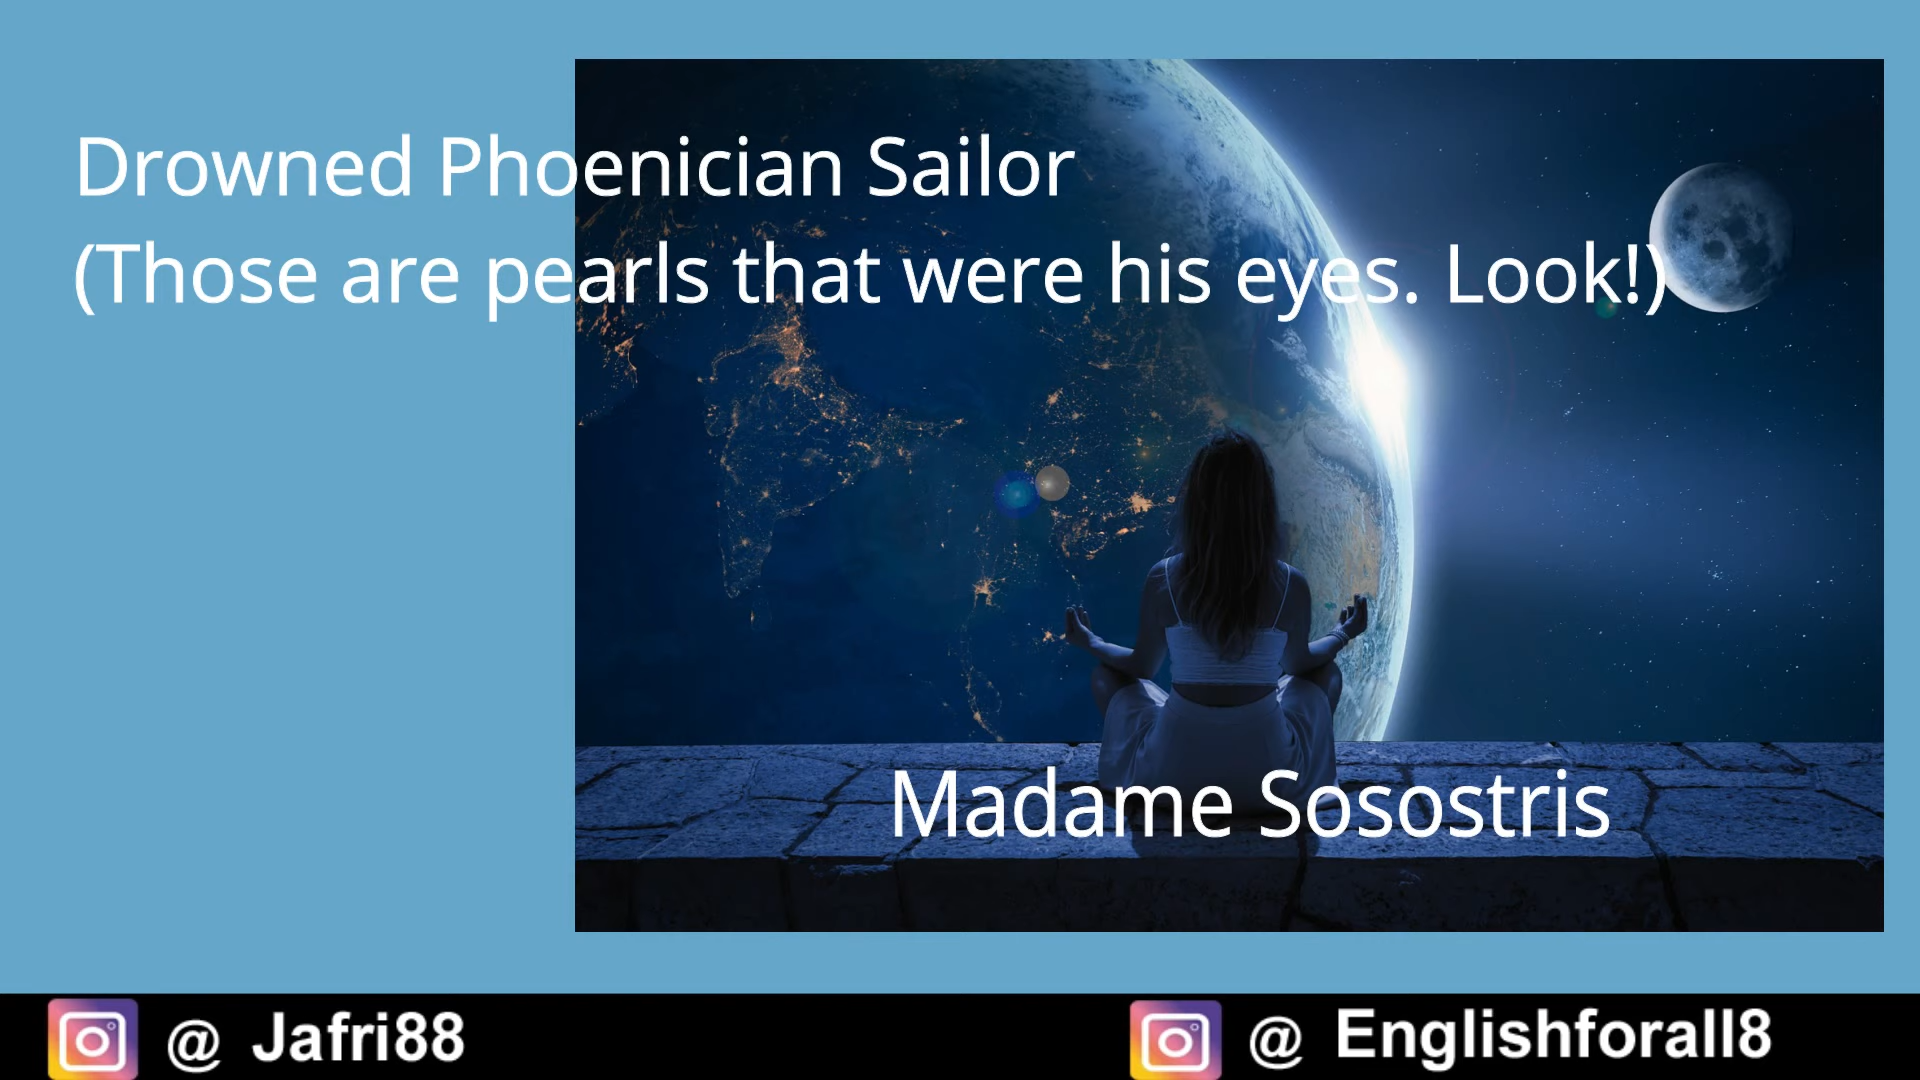 Drowned Phoenician Sailor
(Those are pearls that were his eyes. Look!)
Madame Sosostris
@ Jafri88
@ Englishforall8